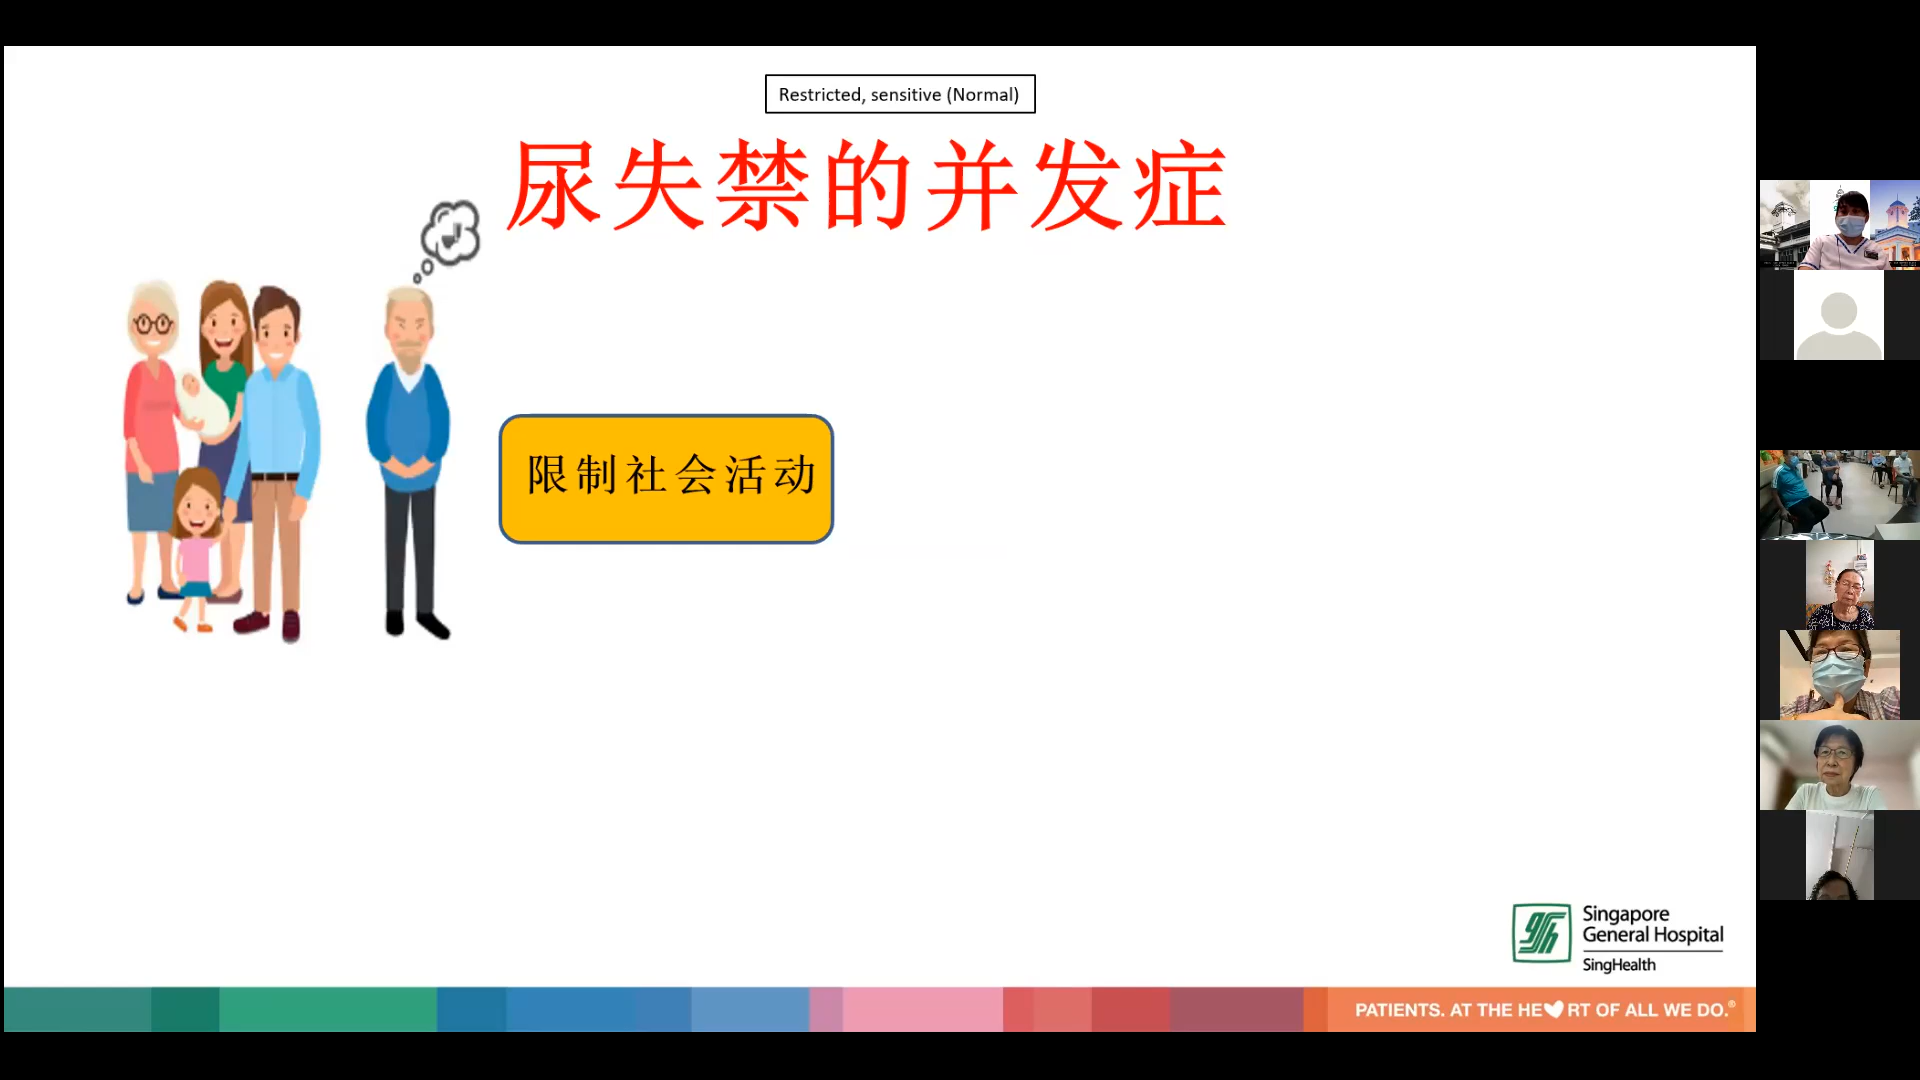 Restricted, sensitive (Normal)
尿失禁的并发症
限制社会活动
Singapore
General Hospital
SingHealth
PATIENTS. AT THE HE RT OF ALL WE DO.®